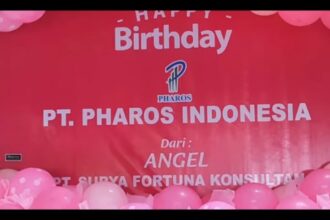 - HAPPY -
Birthday
PHAROS
PT. PHAROS INDONESIA
Dari :
ANGEL
PT. SURYA FORTUNA KONSULTAN